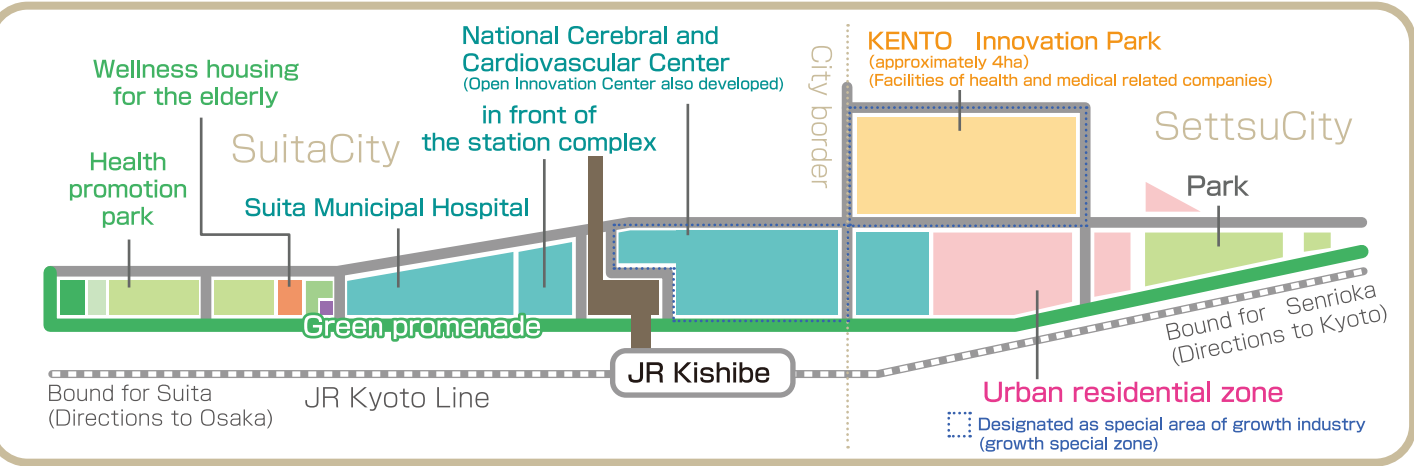 National Cerebral and
Cardiovascular Center
(Open Innovation Center also developed)
KENTO Innovation Park
(approximately 4ha)
(Facilities of health and medical related companies)
City border
Wellness housing
for the elderly
in front of
the station complex
SuitaCity
SettsuCity
Health
promotion
park
Suita Municipal Hospital
Park
Green promenade
JR Kishibe
Bound for Senrioka
(Directions to Kyoto)
Bound for Suita
(Directions to Osaka)
JR Kyoto Line
Urban residential zone
Designated as special area of growth industry
(growth special zone)